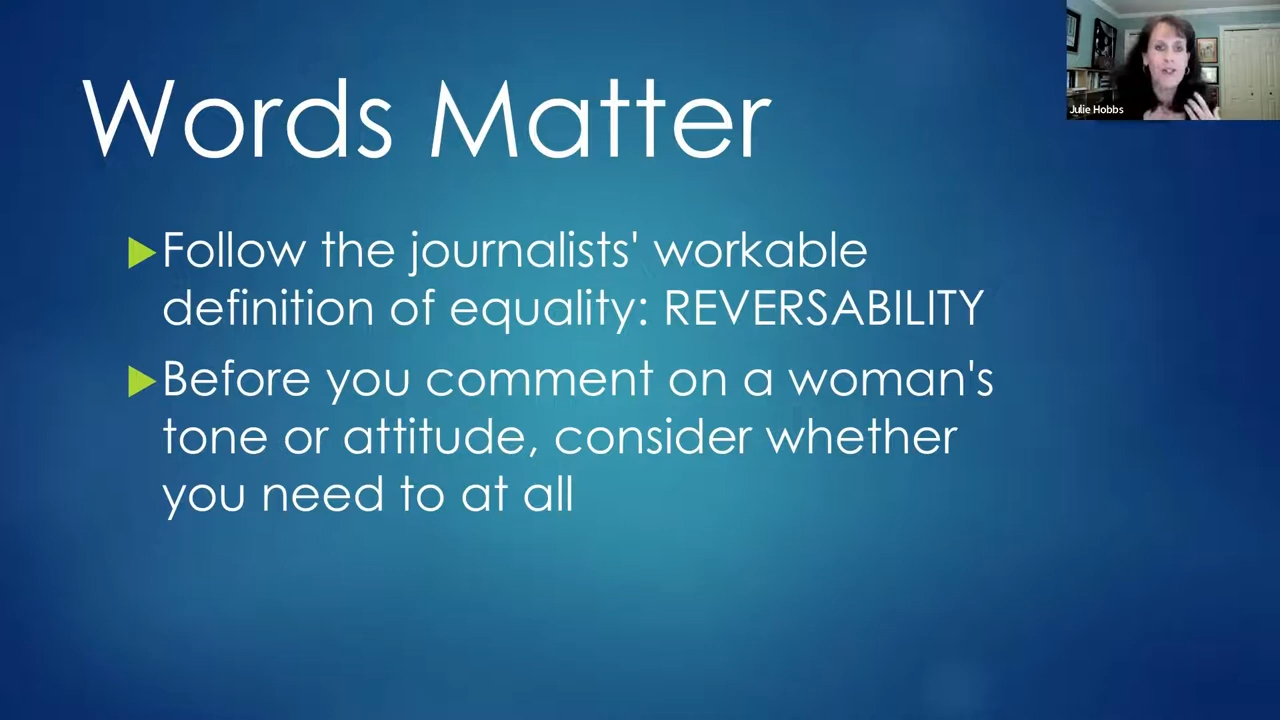 Words Matter
Julie Hobbs
Follow the journalists' workable
definition of equality: REVERSABILITY
Before you comment on a woman's
tone or attitude, consider whether
you need to at all